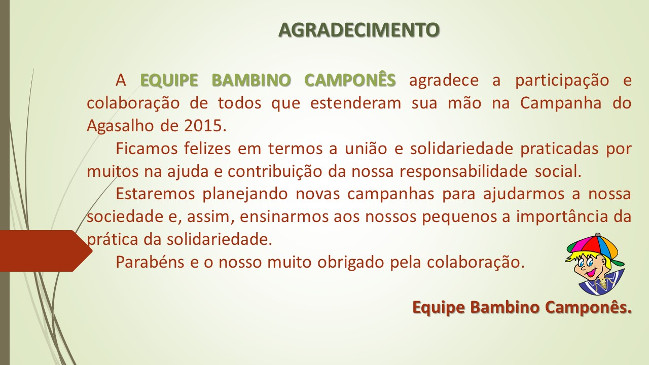 AGRADECIMENTO
A EQUIPE BAMBINO CAMPONÊS agradece a participação e
colaboração de todos que estenderam sua mão na Campanha do
Agasalho de 2015.
Ficamos felizes em termos a união e solidariedade praticadas por
muitos na ajuda e contribuição da nossa responsabilidade social.
Estaremos planejando novas campanhas para ajudarmos a nossa
sociedade e, assim, ensinarmos aos nossos pequenos a importância da
prática da solidariedade.
Parabéns e o nosso muito obrigado pela colaboração.
Equipe Bambino Camponês.